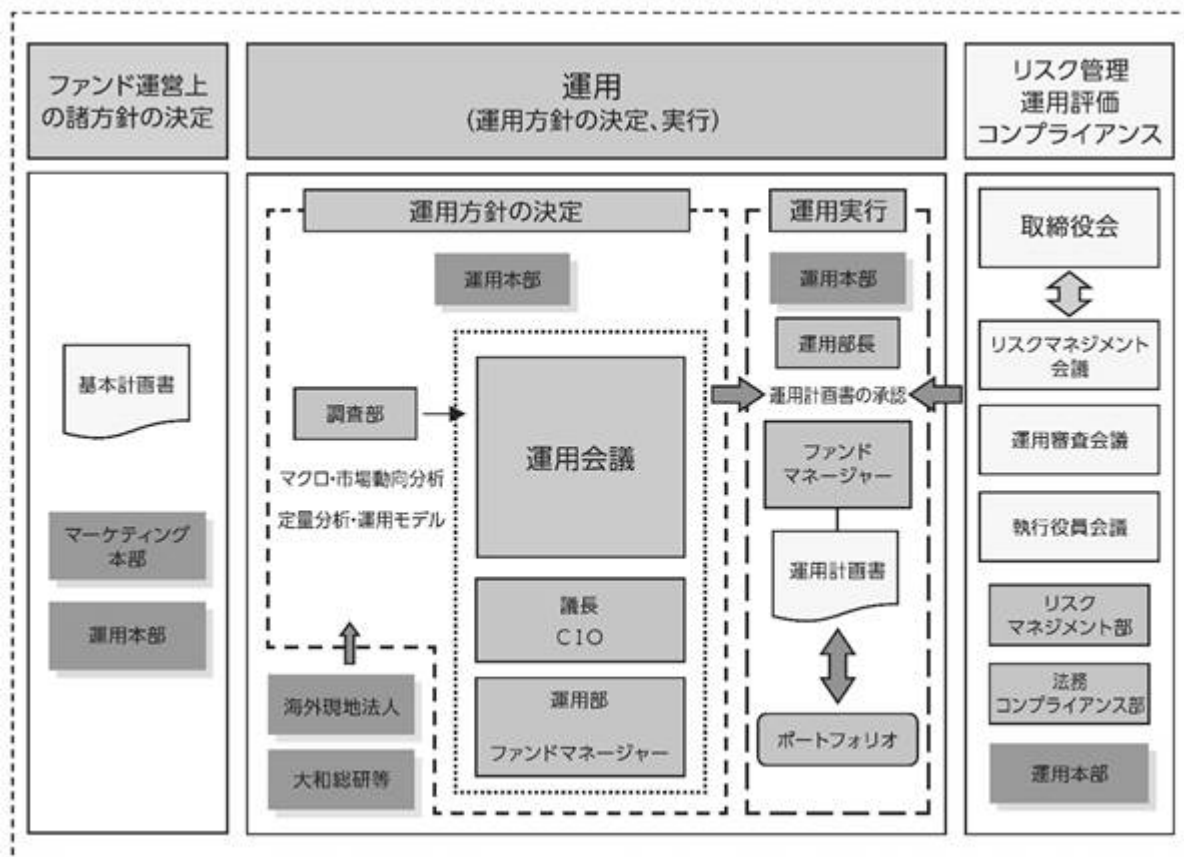 ファンド運営上
の諸方針の決定
運用
(運用方針の決定、実行)
リスク管理
運用評価
コンプライアンス
基本計画書
マーケティング
本部
運用本部
運用方針の決定
運用本部
調査部
マクロ・市場動向分析
定量分析・運用モデル
運用会議
議長
CIO
運用部
ファンドマネージャー
海外現地法人
大和総研等
運用実行
運用本部
運用部長
運用計画書の承認
ファンド
マネージャー
運用計画書
ポートフォリオ
取締役会
リスクマネジメント
会議
運用審査会議
執行役員会議
リスク
マネジメント部
法務
コンプライアンス部
運用本部